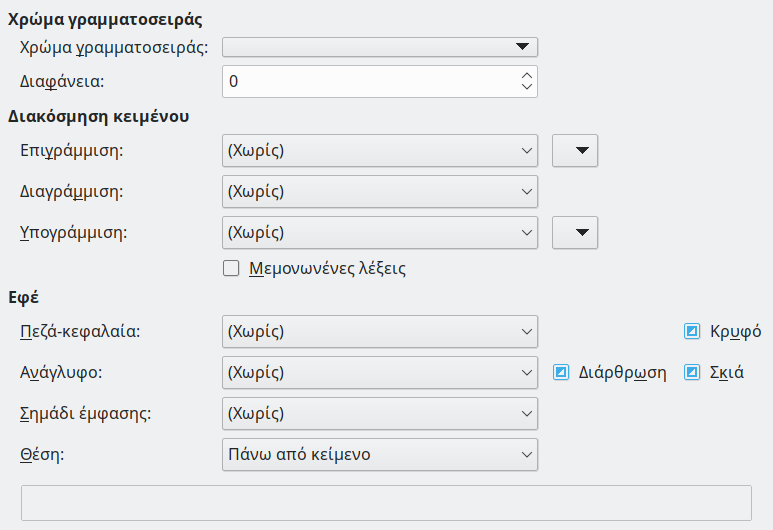 Χρώμα γραμματοσειράς
Χρώμα γραμματοσειράς:
Διαφάνεια: 0
Διακόσμηση κειμένου
Επιγράμμιση: (Χωρίς)
Διαγράμμιση: (Χωρίς)
Υπογράμμιση: (Χωρίς)
Μεμονωνένες λέξεις
Εφέ
Πεζά-κεφαλαία: (Χωρίς) Κρυφό
Ανάγλυφο: (Χωρίς) Διάρθρωση Σκιά
Σημάδι έμφασης: (Χωρίς)
Θέση: Πάνω από κείμενο